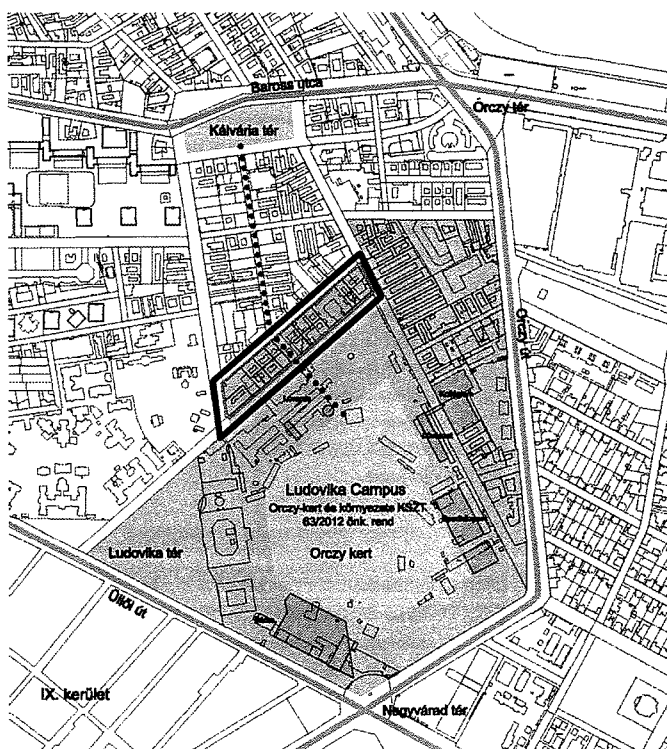 Baross utca
Orczy tér
Kálvária tér
Orczy út
Ludovika Campus
Orczy-kert és környezete KSZT
63/2012 önk. rend
Ludovika tér
Orczy kert
Üllői út
IX. kerület
Nagyvárad tér